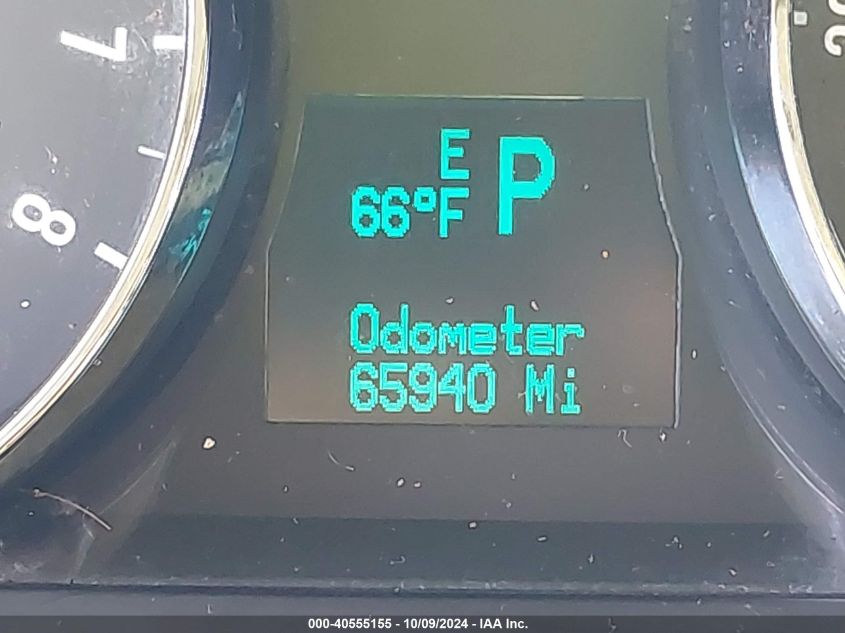 7
8
E
66°F P
Odometer
65940 Mi
000-40555155 - 10/09/2024 - IAA Inc.